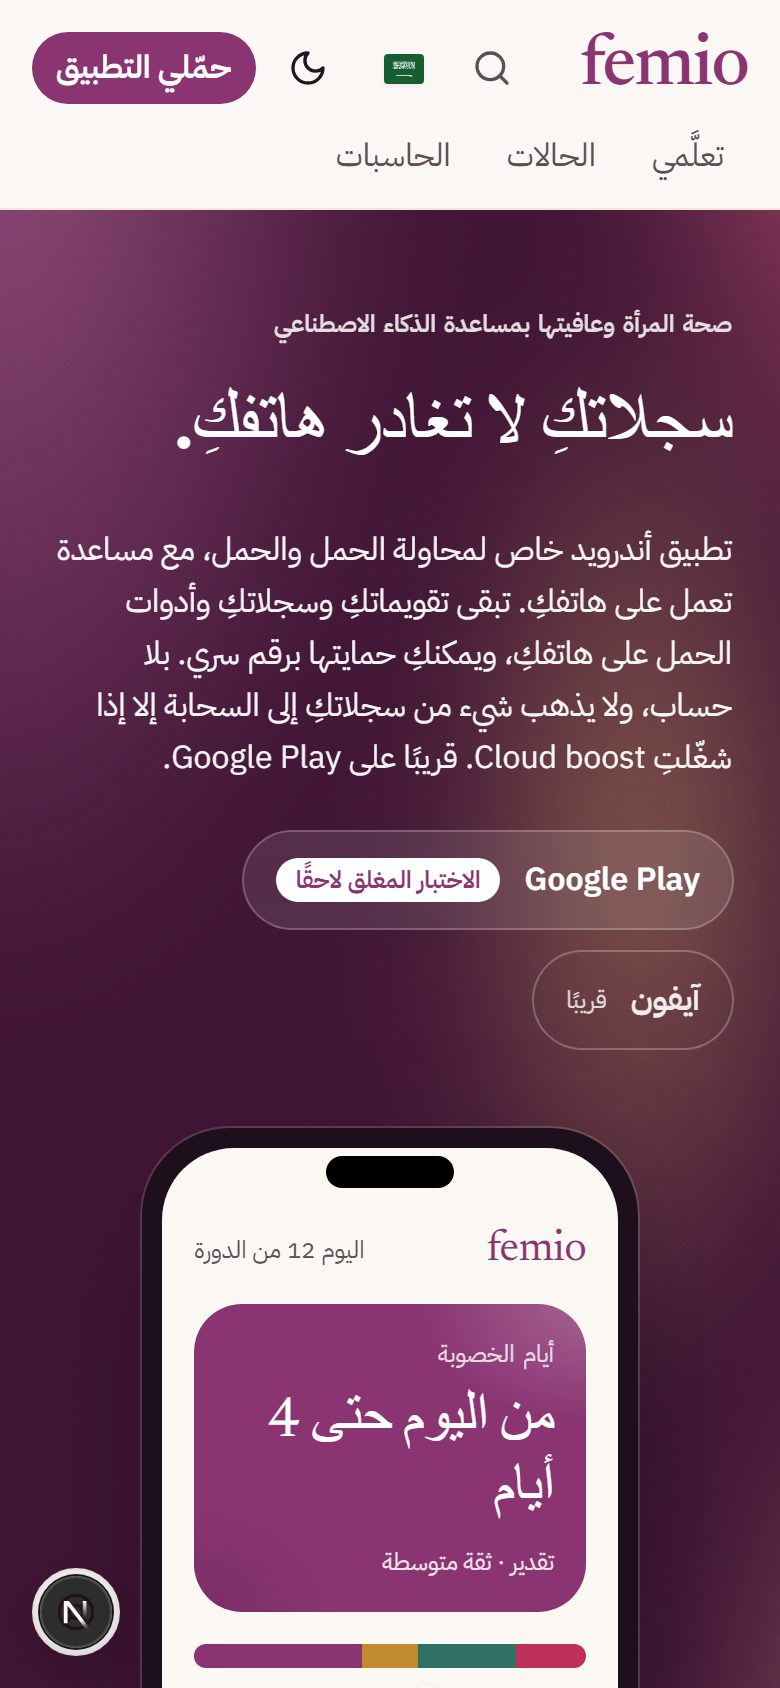 femio
حمّلي التطبيق
تعلَّمي
الحالات
الحاسبات
صحة المرأة وعافيتها بمساعدة الذكاء الاصطناعي
سجلاتكِ لا تغادر هاتفكِ.
تطبيق أندرويد خاص لمحاولة الحمل والحمل، مع مساعدة
تعمل على هاتفكِ. تبقى تقويماتكِ وسجلاتكِ وأدوات
الحمل على هاتفكِ، ويمكنكِ حمايتها برقم سري. بلا
حساب، ولا يذهب شيء من سجلاتكِ إلى السحابة إلا إذا
شغّلتِ Cloud boost. قريبًا على Google Play.
Google Play
الاختبار المغلق لاحقًا
آيفون
قريبًا
femio
اليوم 12 من الدورة
أيام الخصوبة
من اليوم حتى 4
أيام
تقدير · ثقة متوسطة
N